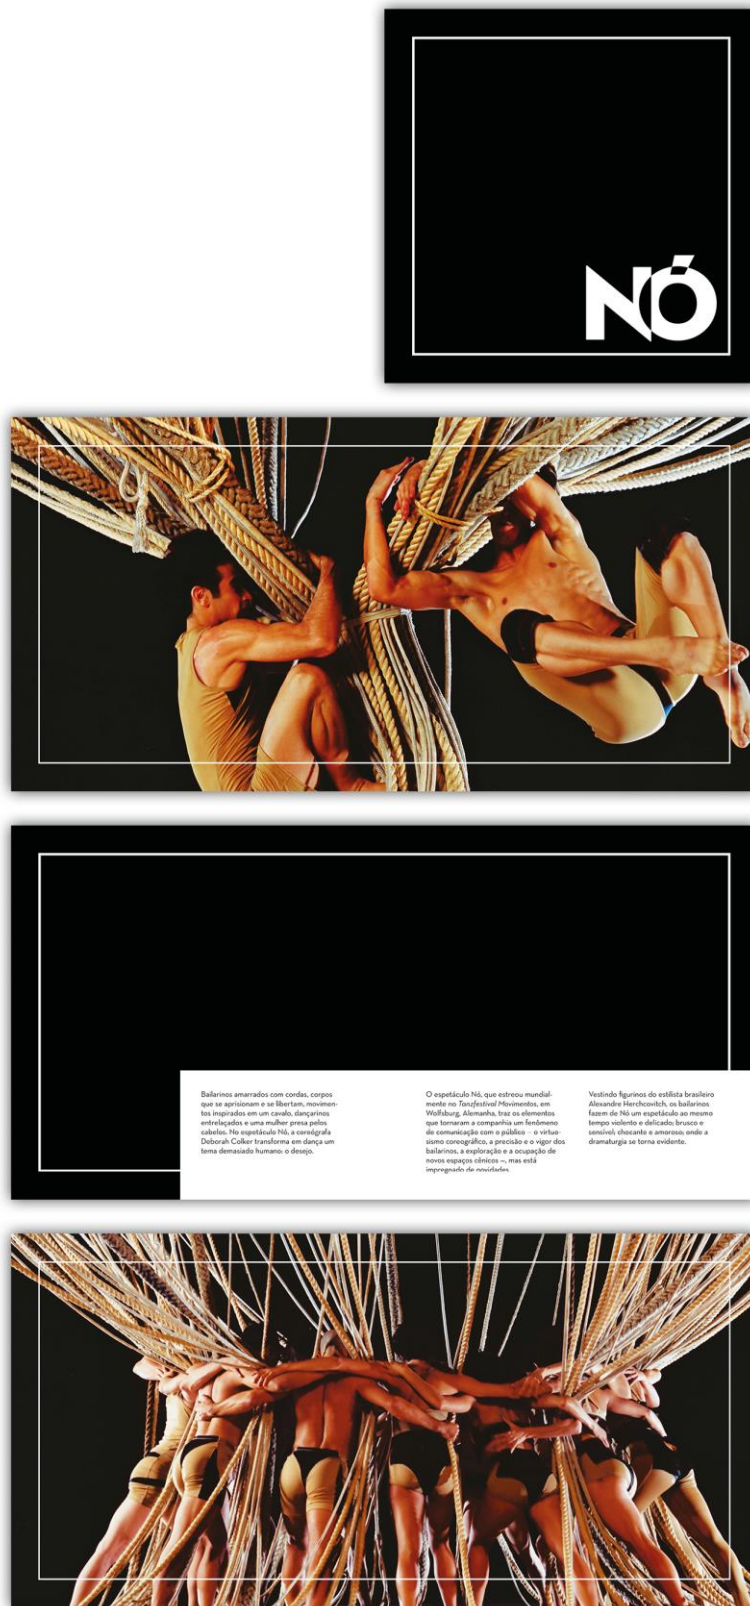 NÓ
Bailarinos amarrados com cordas, corpos
que se aprisionam e se libertam, movimen-
tos inspirados em um cavalo, dançarinos
entrelaçados e uma mulher presa pelos
cabelos. No espetáculo Nó, a coreógrafa
Deborah Colker transforma em dança um
tema demasiado humano: o desejo.
O espetáculo Nó, que estreou mundial-
mente no Tanzfestival Movimentos, em
Wolfsburg, Alemanha, traz os elementos
que tornaram a companhia um fenômeno
de comunicação com o público – o virtuo-
sismo coreográfico, a precisão e o vigor dos
bailarinos, a exploração e a ocupação de
novos espaços cênicos –, mas está
impregnado de novidades.
Vestindo figurinos do estilista brasileiro
Alexandre Herchcovitch, os bailarinos
fazem de Nó um espetáculo ao mesmo
tempo violento e delicado; brusco e
sensível; chocante e amoroso; onde a
dramaturgia se torna evidente.